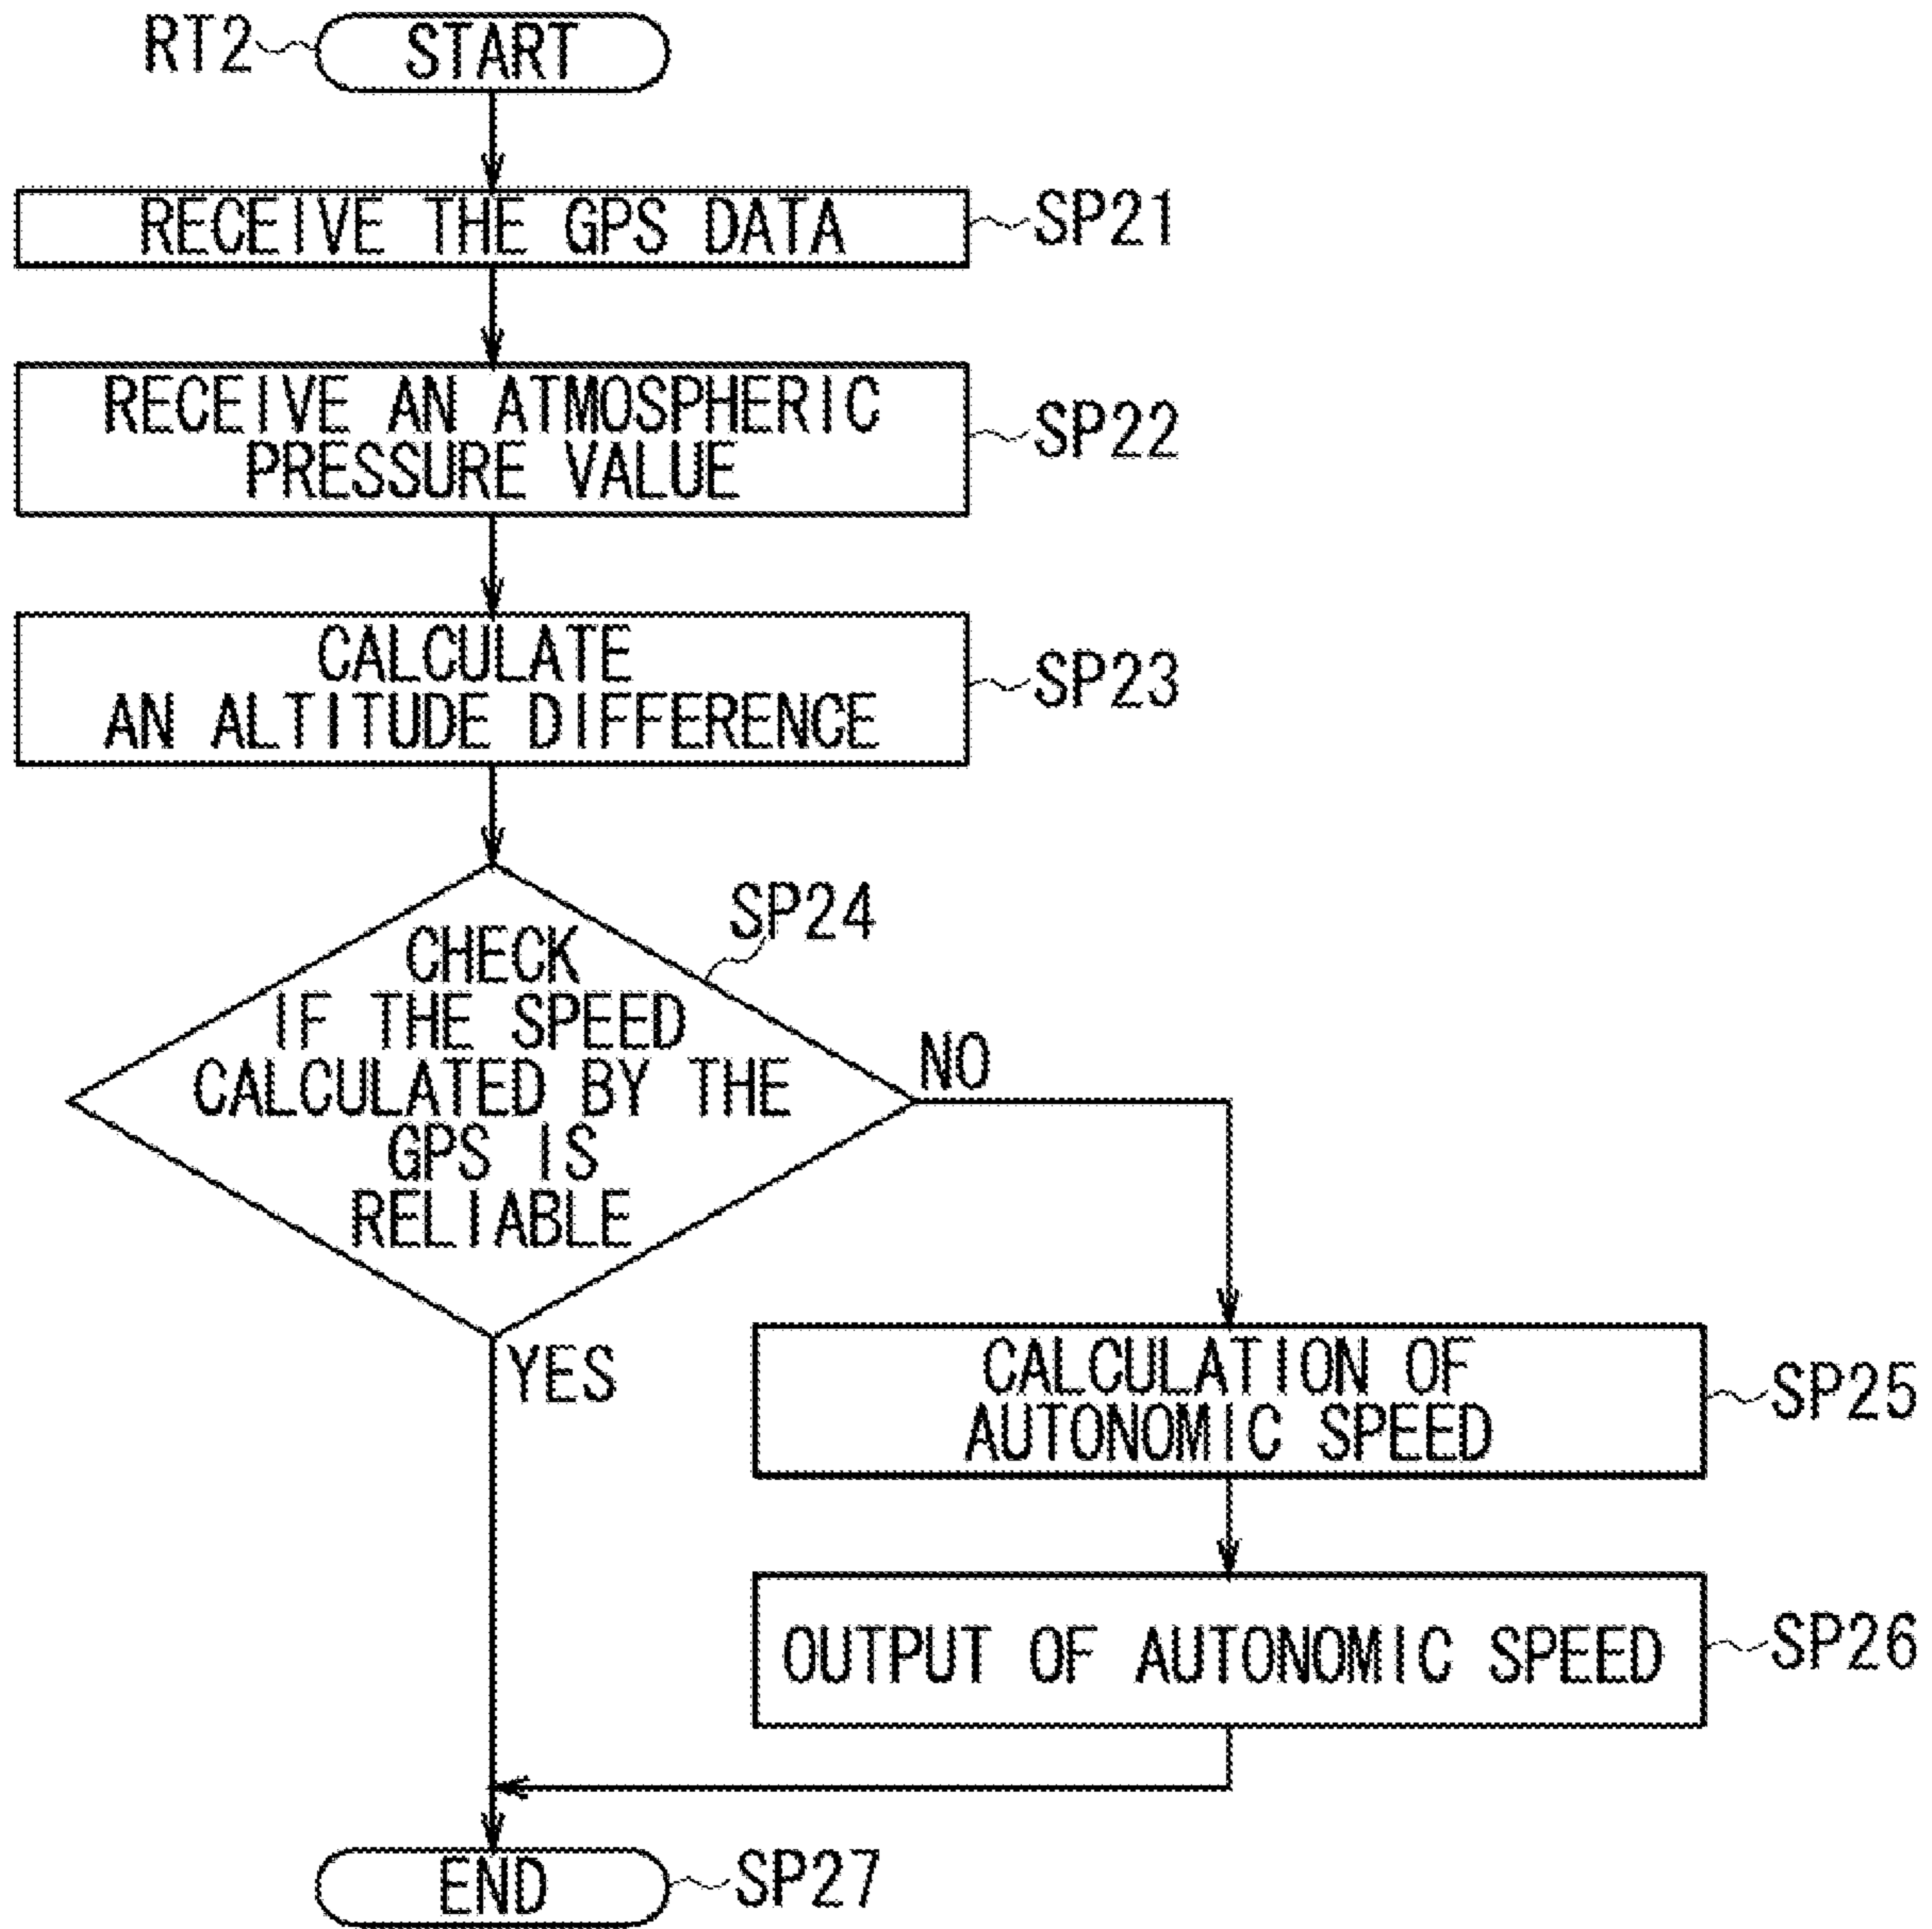 RT2
START
RECEIVE THE GPS DATA
SP21
RECEIVE AN ATMOSPHERIC
PRESSURE VALUE
SP22
CALCULATE
AN ALTITUDE DIFFERENCE
SP23
SP24
CHECK
IF THE SPEED
CALCULATED BY THE
GPS IS
RELIABLE
NO
YES
CALCULATION OF
AUTONOMIC SPEED
SP25
OUTPUT OF AUTONOMIC SPEED
SP26
END
SP27